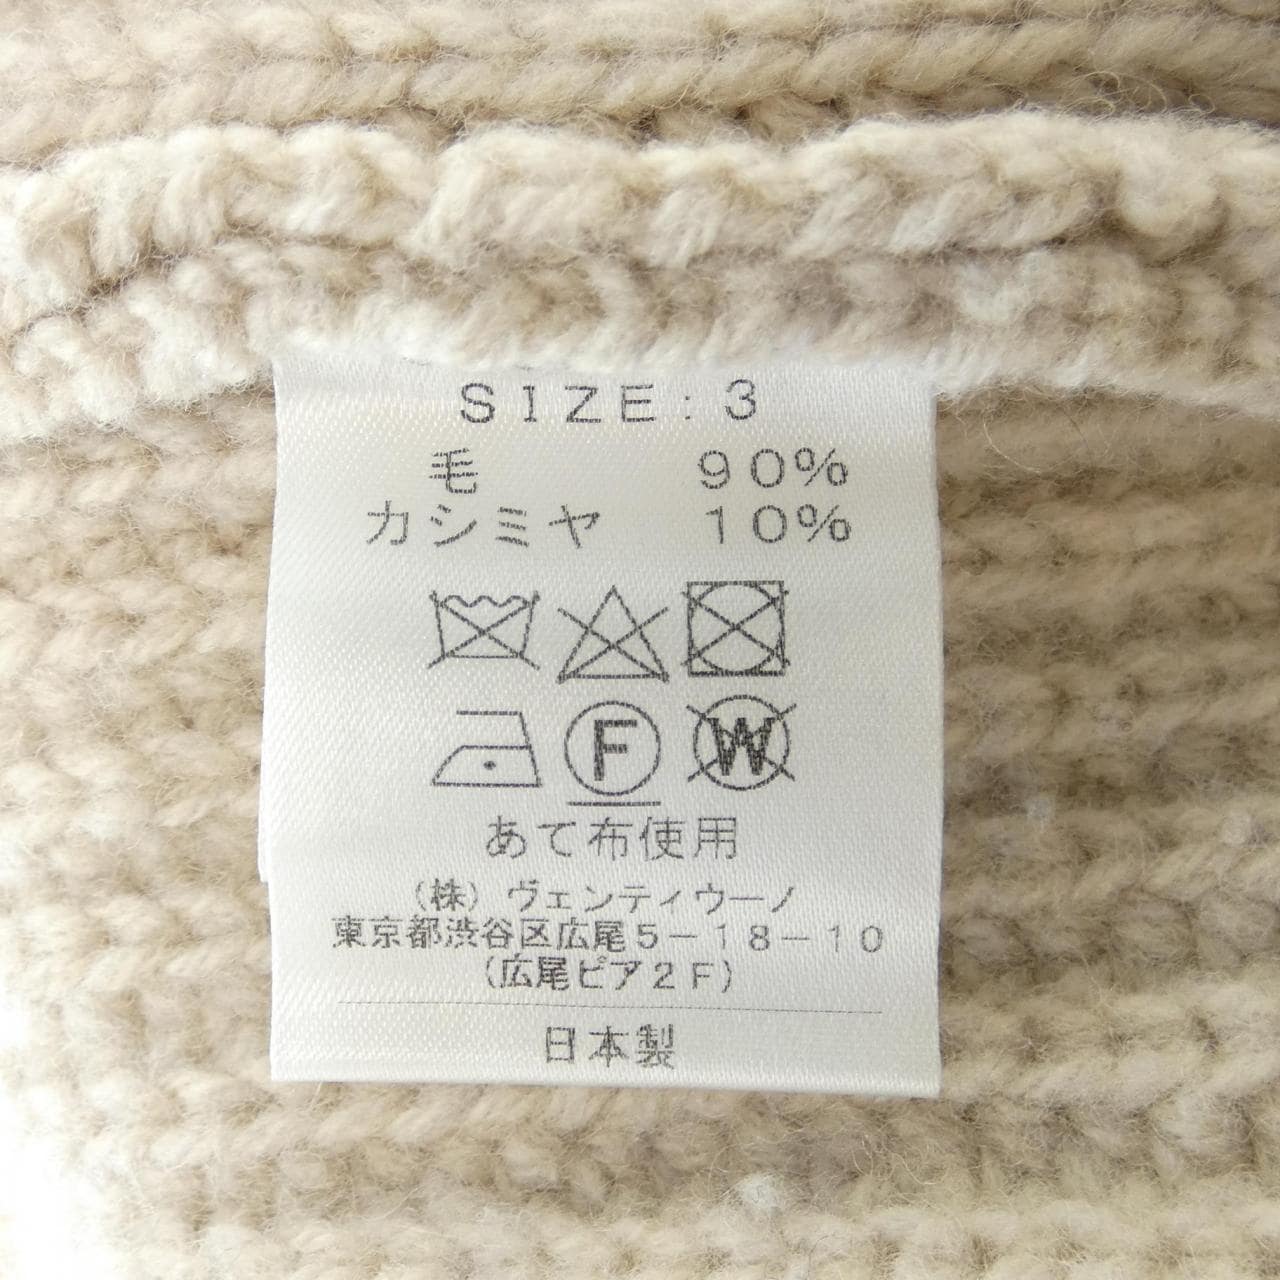 SIZE:3
毛 90%
カシミヤ 10%
F W
あて布使用
(株)ヴェンティウーノ
東京都渋谷区広尾5-18-10
(広尾ピア2F)
日本製